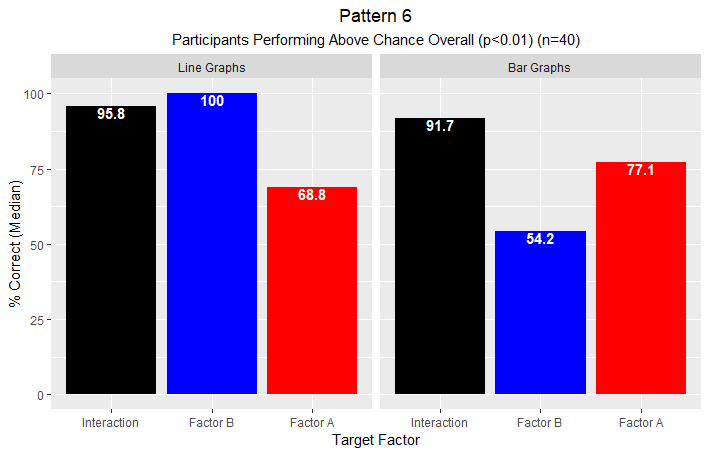 Pattern 6
Participants Performing Above Chance Overall (p<0.01) (n=40)
Line Graphs
Bar Graphs
% Correct (Median)
100
75
50
25
0
95.8
100
68.8
91.7
54.2
77.1
Interaction
Factor B
Factor A
Interaction
Factor B
Factor A
Target Factor